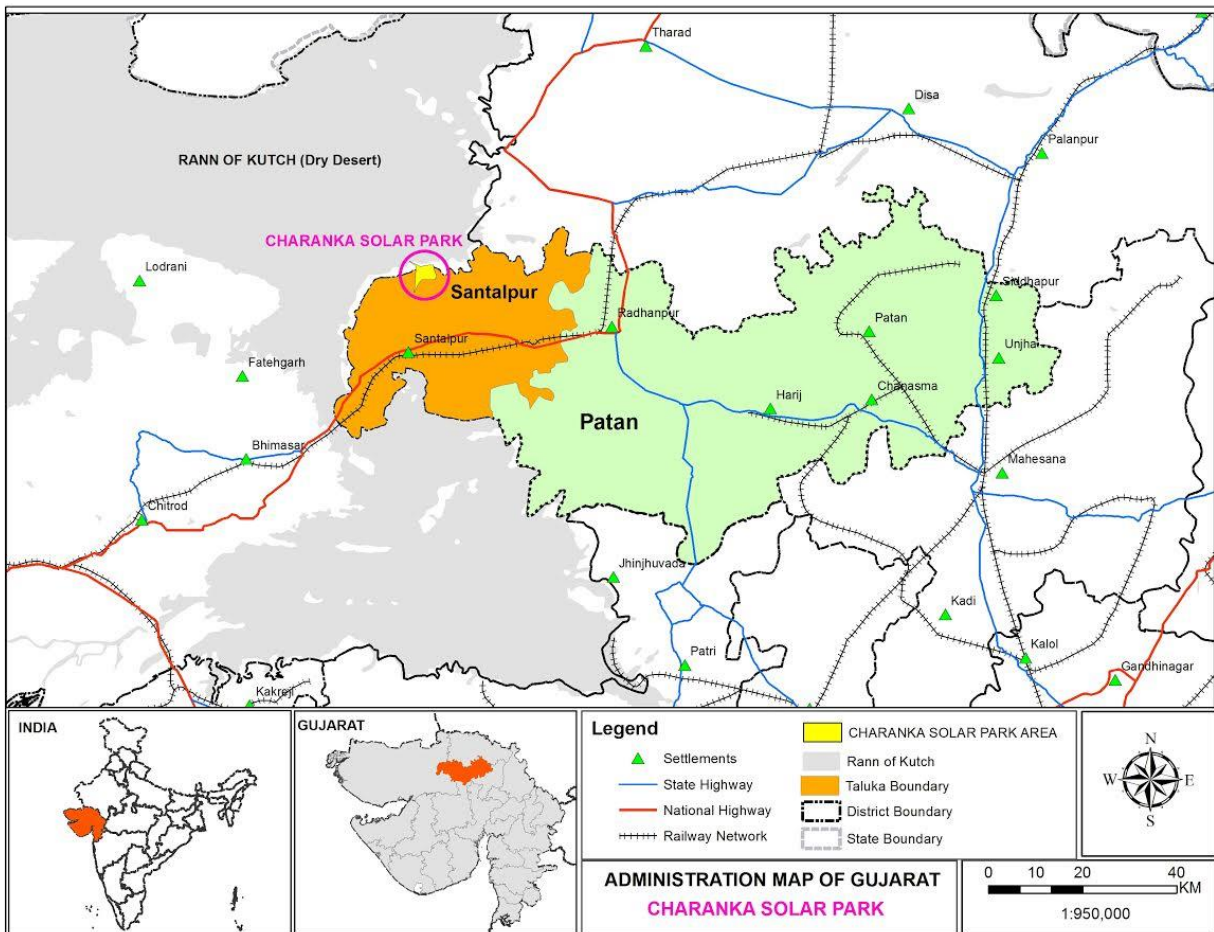 Tharad
Disa
Palanpur
RANN OF KUTCH (Dry Desert)
CHARANKA SOLAR PARK
Lodrani
Santalpur
Siddhapur
Radhanpur
Patan
Santalpur
Unjha
Fatehgarh
Chanasma
Harij
Patan
Bhimasar
Mahesana
Chitrod
Jhinjhuvada
Kadi
Patri
Kalol
Gandhinagar
Kakreji
INDIA
GUJARAT
Legend
Settlements
State Highway
National Highway
Railway Network
CHARANKA SOLAR PARK AREA
Rann of Kutch
Taluka Boundary
District Boundary
State Boundary
N
W E
S
ADMINISTRATION MAP OF GUJARAT
CHARANKA SOLAR PARK
0 10 20 40
KM
1:950,000